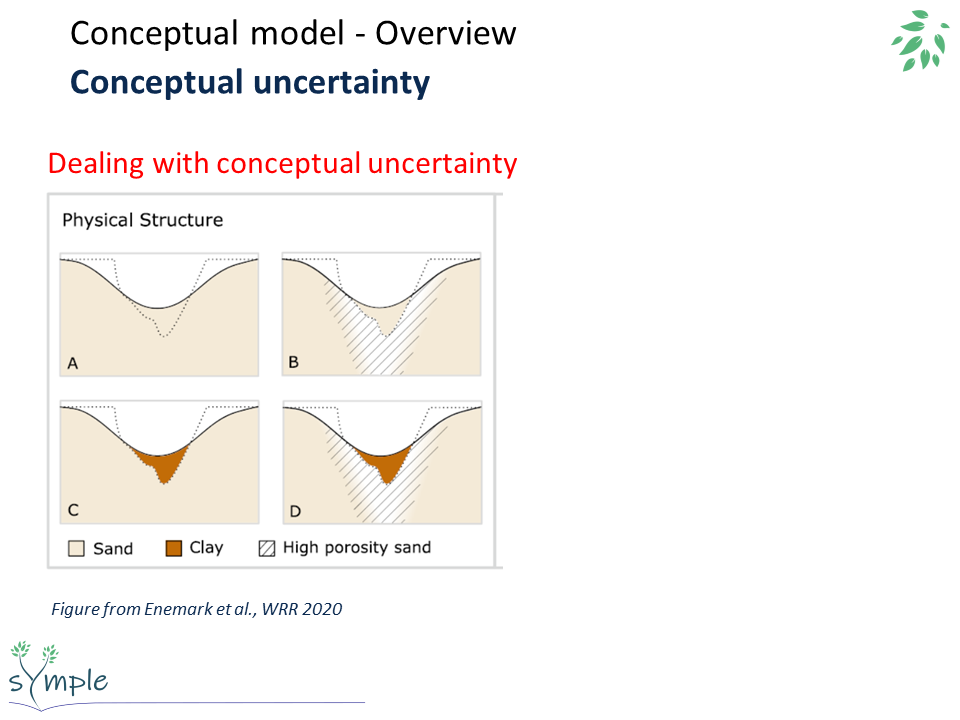 Conceptual model - Overview
Conceptual uncertainty
Dealing with conceptual uncertainty
Physical Structure
A
B
C
D
Sand
Clay
High porosity sand
Figure from Enemark et al., WRR 2020
sYmple